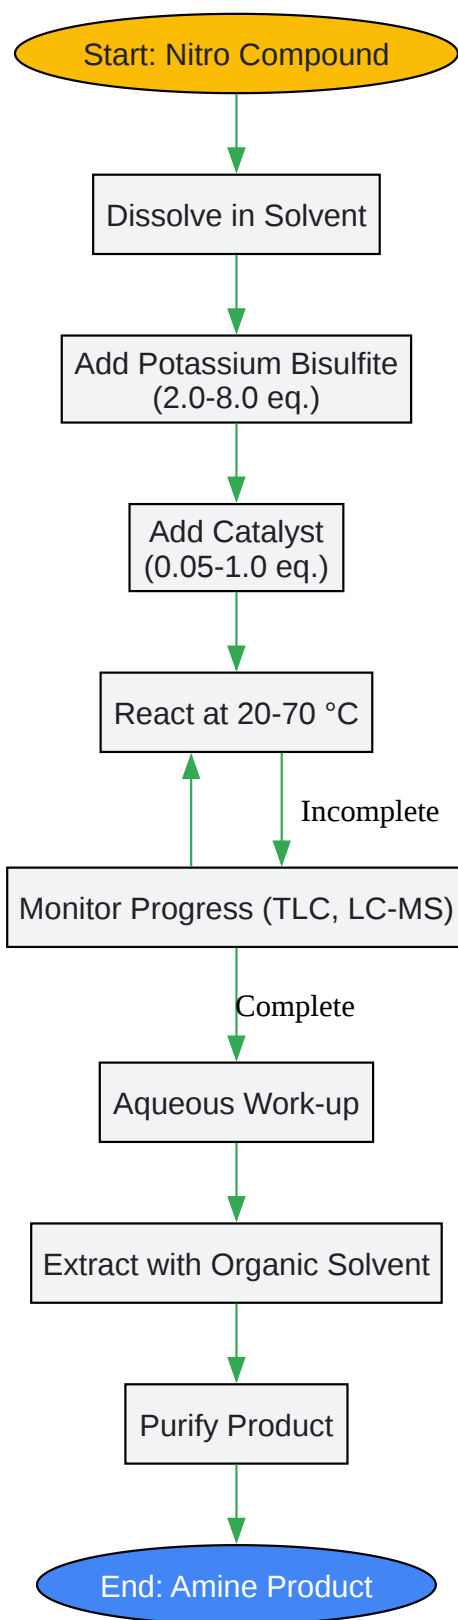 Start: Nitro Compound
Dissolve in Solvent
Add Potassium Bisulfite
(2.0-8.0 eq.)
Add Catalyst
(0.05-1.0 eq.)
React at 20-70 °C
Incomplete
Monitor Progress (TLC, LC-MS)
Complete
Aqueous Work-up
Extract with Organic Solvent
Purify Product
End: Amine Product